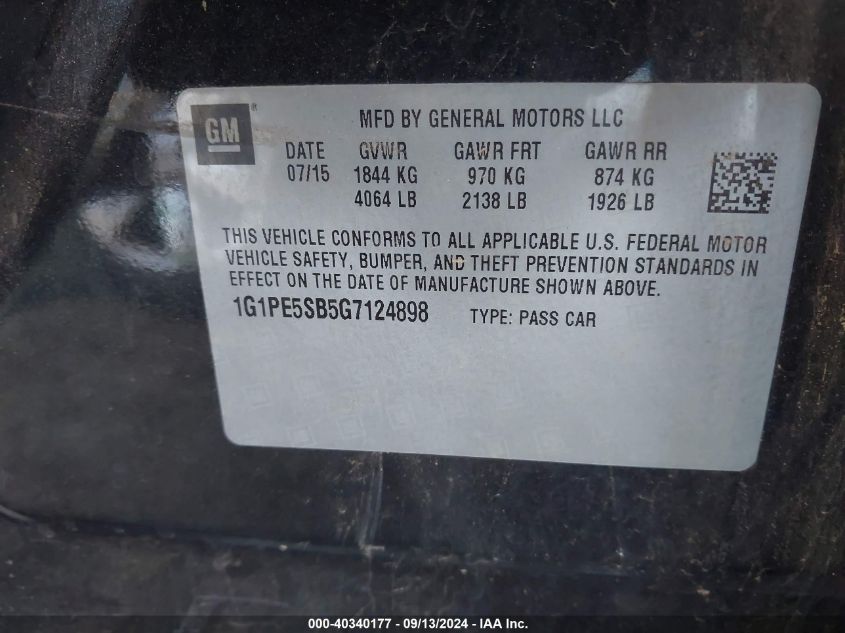 GM®
MFD BY GENERAL MOTORS LLC
DATE GVWR GAWR FRT GAWR RR
07/15 1844 KG 970 KG 874 KG
4064 LB 2138 LB 1926 LB
THIS VEHICLE CONFORMS TO ALL APPLICABLE U.S. FEDERAL MOTOR
VEHICLE SAFETY, BUMPER, AND THEFT PREVENTION STANDARDS IN
EFFECT ON THE DATE OF MANUFACTURE SHOWN ABOVE.
1G1PE5SB5G7124898 TYPE: PASS CAR
000-40340177 - 09/13/2024 - IAA Inc.